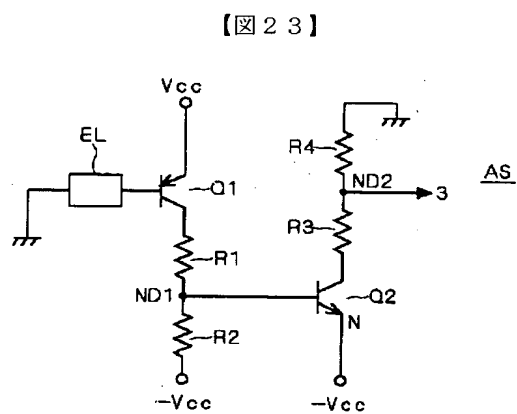 【図２３】
Vcc
EL
Q1
R4
ND2
3
AS
R1
R3
ND1
Q2
N
R2
-Vcc
-Vcc